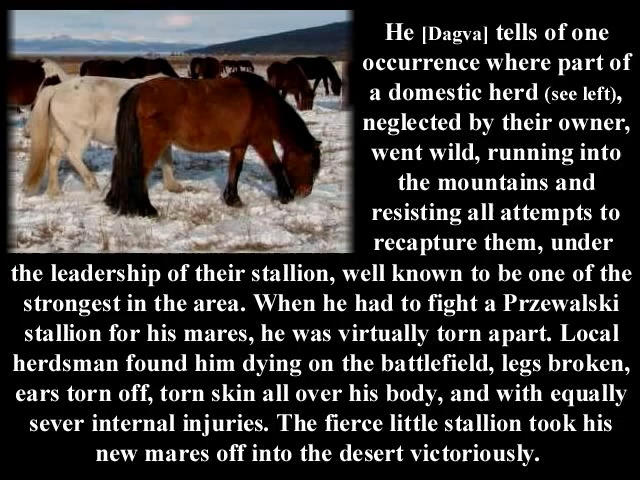 He [Dagva] tells of one
occurrence where part of
a domestic herd (see left),
neglected by their owner,
went wild, running into
the mountains and
resisting all attempts to
recapture them, under
the leadership of their stallion, well known to be one of the
strongest in the area. When he had to fight a Przewalski
stallion for his mares, he was virtually torn apart. Local
herdsman found him dying on the battlefield, legs broken,
ears torn off, torn skin all over his body, and with equally
sever internal injuries. The fierce little stallion took his
new mares off into the desert victoriously.